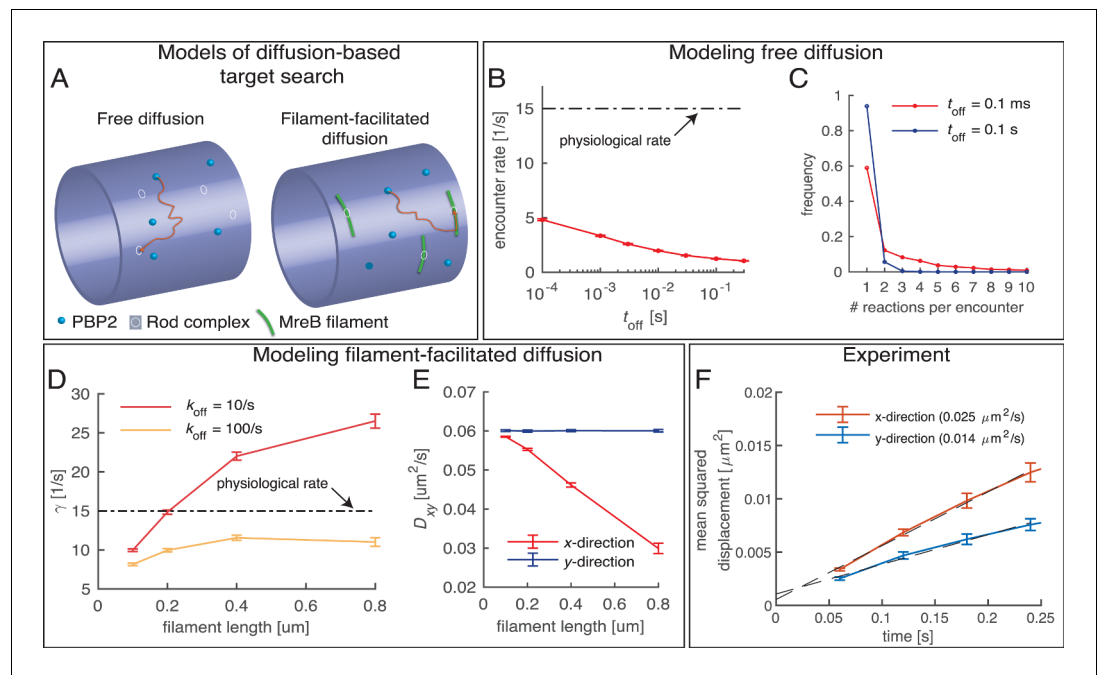 Models of diffusion-based
target search
A
Free diffusion
Filament-facilitated
diffusion
PBP2
Rod complex
MreB filament
Modeling free diffusion
B
encounter rate [1/s]
15
10
5
0
physiological rate
10⁻⁴
10⁻³
10⁻²
10⁻¹
t_off [s]
C
t_off = 0.1 ms
t_off = 0.1 s
frequency
1
0.8
0.6
0.4
0.2
0
1 2 3 4 5 6 7 8 9 10
# reactions per encounter
Modeling filament-facilitated diffusion
D
k_off = 10/s
k_off = 100/s
γ [1/s]
30
25
20
15
10
5
physiological rate
0 0.2 0.4 0.6 0.8
filament length [um]
E
D_xy [um²/s]
0.07
0.06
0.05
0.04
0.03
0.02
x-direction
y-direction
0 0.2 0.4 0.6 0.8
filament length [um]
Experiment
F
x-direction (0.025 μm²/s)
y-direction (0.014 μm²/s)
mean squared
displacement [μm²]
0.02
0.015
0.01
0.005
0
0 0.05 0.1 0.15 0.2 0.25
time [s]